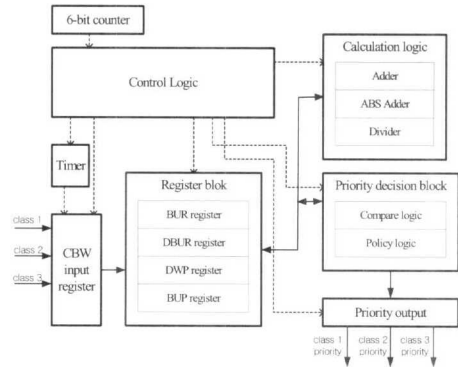 6-bit counter
Control Logic
Calculation logic
Adder
ABS Adder
Divider
Timer
Register blok
BUR register
DBUR register
DWP register
BUP register
Priority decision block
Compare logic
Policy logic
class 1
class 2
class 3
CBW
input
register
Priority output
class 1
priority
class 2
priority
class 3
priority